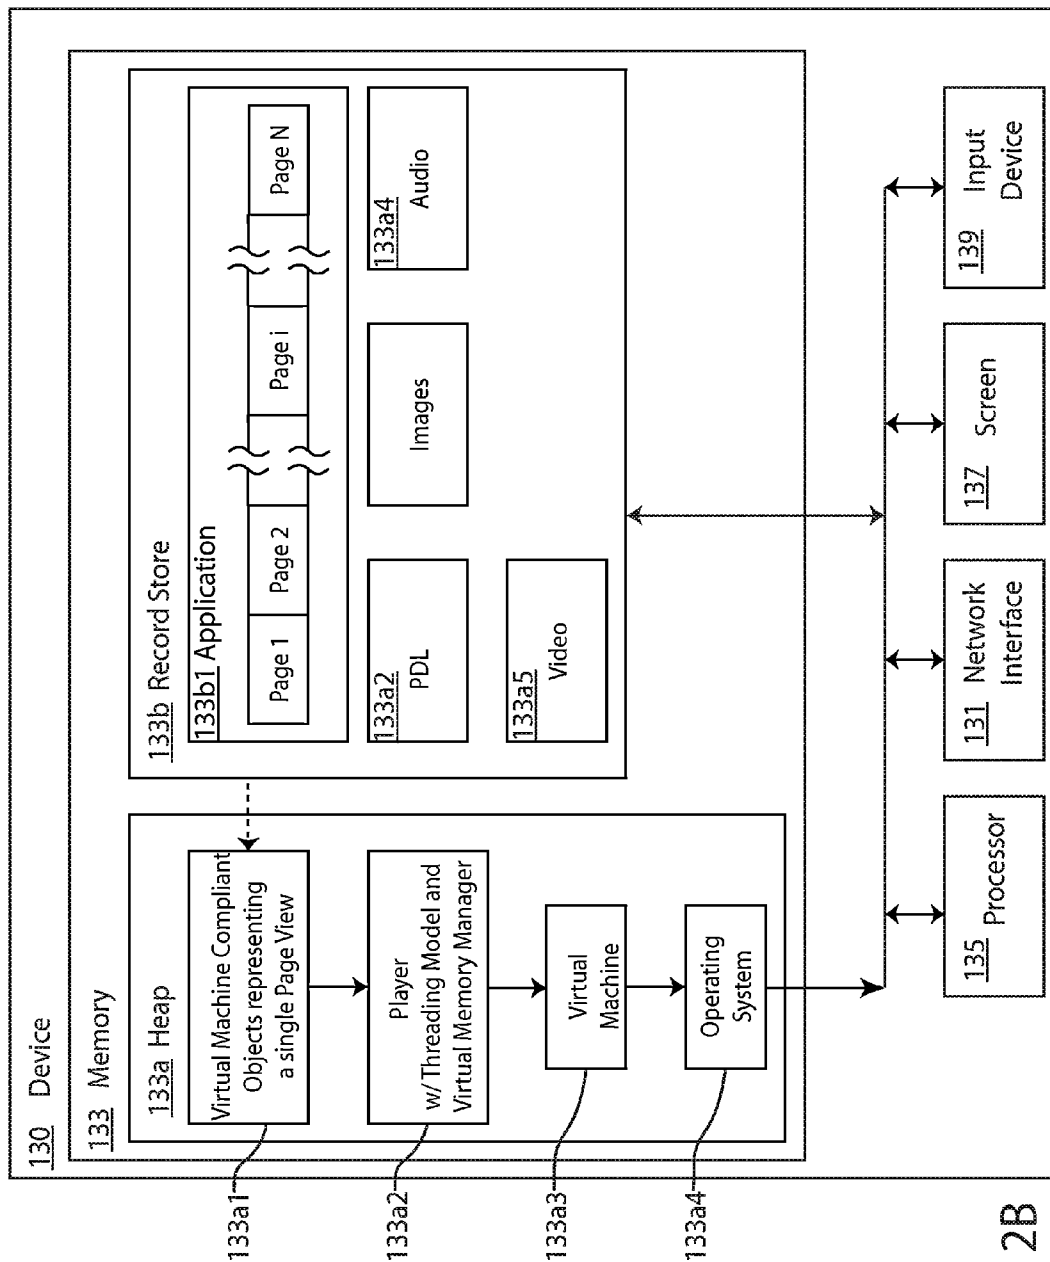 130 Device
133 Memory
133a Heap
Virtual Machine Compliant
Objects representing
a single Page View
Player
w/ Threading Model and
Virtual Memory Manager
Virtual
Machine
Operating
System
133a1
133a2
133a3
133a4
133b Record Store
133b1 Application
Page 1
Page 2
Page i
Page N
133a2
PDL
Images
133a4
Audio
133a5
Video
135 Processor
131 Network
Interface
137 Screen
139 Input
Device
2B